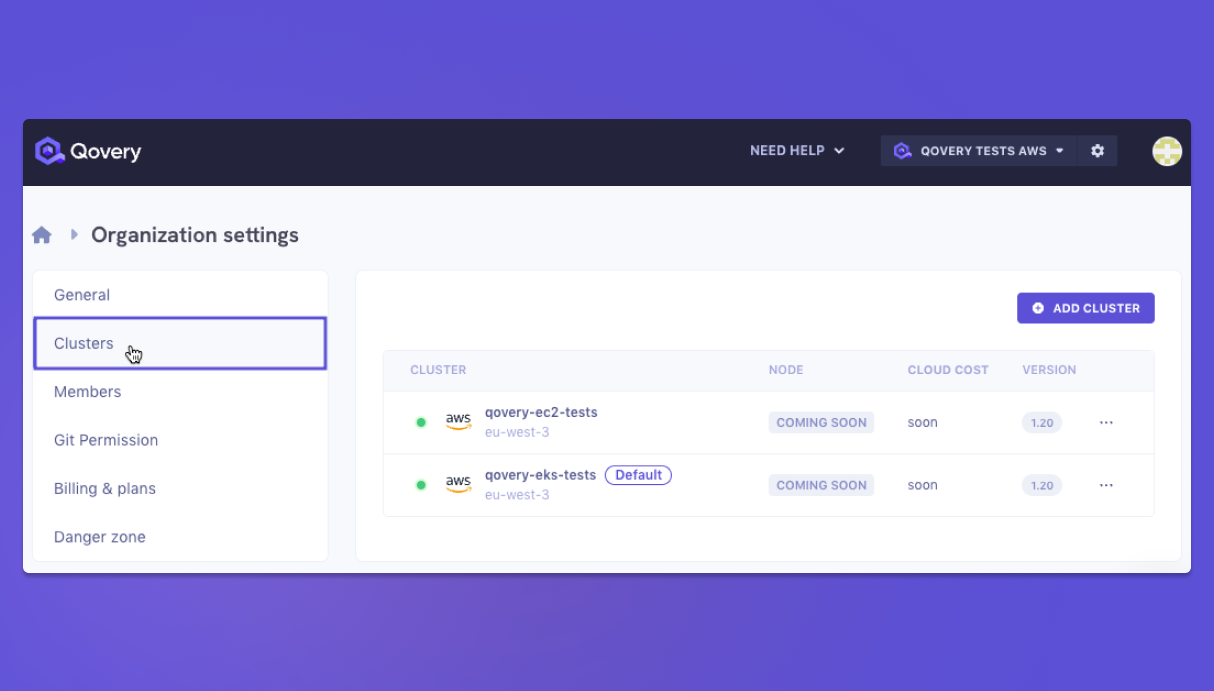 Qovery
NEED HELP
QOVERY TESTS AWS
Organization settings
General
Clusters
Members
Git Permission
Billing & plans
Danger zone
ADD CLUSTER
CLUSTER NODE CLOUD COST VERSION
aws qovery-ec2-tests COMING SOON soon 1.20 ...
eu-west-3
aws qovery-eks-tests Default COMING SOON soon 1.20 ...
eu-west-3